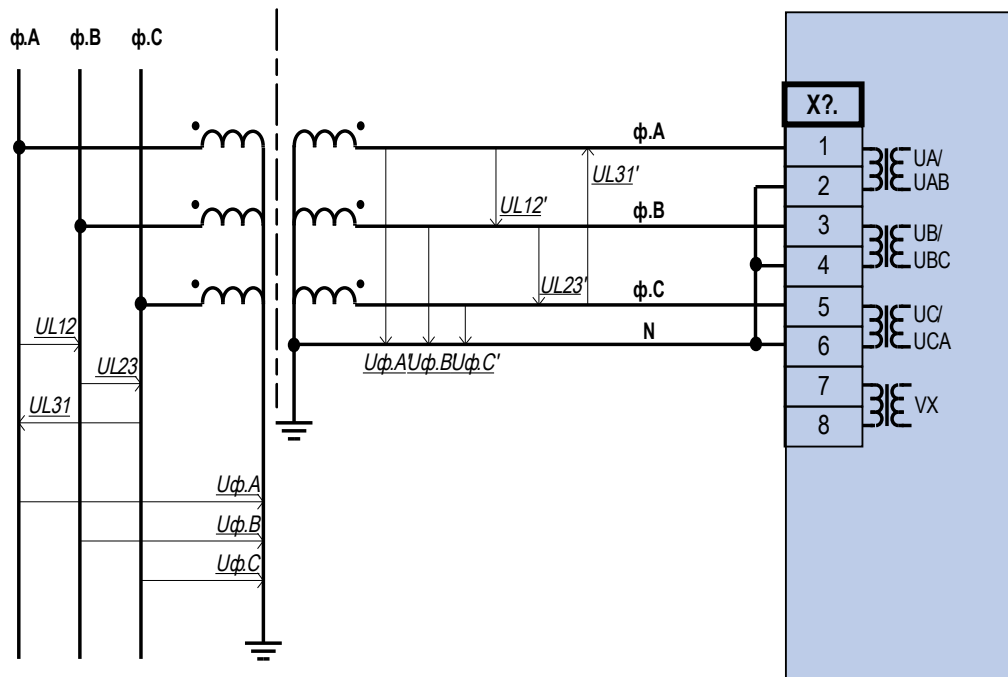 ф.A ф.B ф.C
X?.
ф.A
1
UA/
UAB
UL31'
2
UL12'
ф.B
3
UB/
UBC
4
UL23'
ф.C
5
UC/
UCA
UL12
N
6
Uф.A' Uф.B' Uф.C'
UL23
7
VX
UL31
8
Uф.A
Uф.B
Uф.C